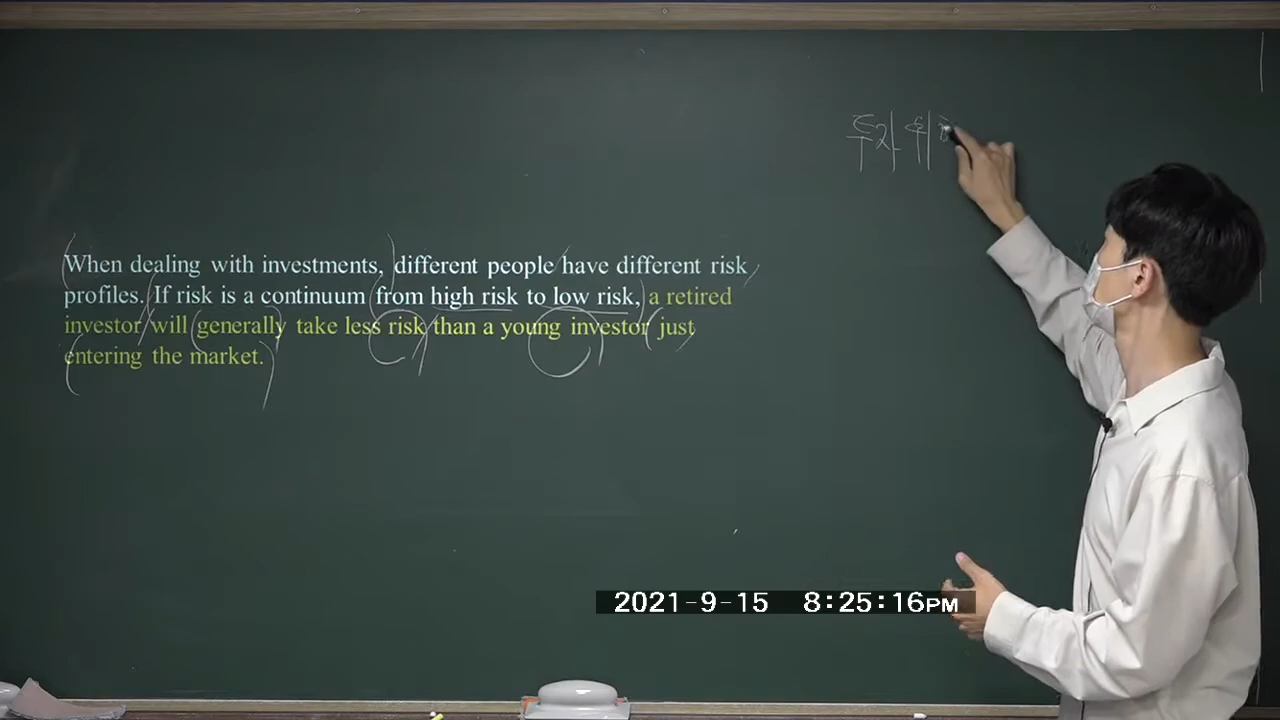 투자 위
When dealing with investments, different people have different risk
profiles. If risk is a continuum from high risk to low risk, a retired
investor will generally take less risk than a young investor just
entering the market.
2021-9-15 8:25:16PM